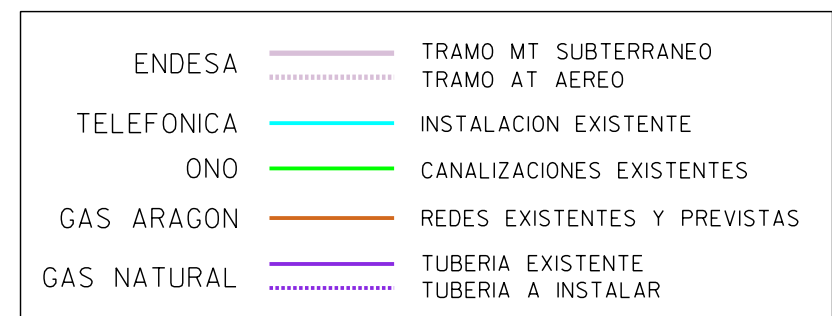 ENDESA
TRAMO MT SUBTERRANEO
TRAMO AT AEREO
TELEFONICA
INSTALACION EXISTENTE
ONO
CANALIZACIONES EXISTENTES
GAS ARAGON
REDES EXISTENTES Y PREVISTAS
GAS NATURAL
TUBERIA EXISTENTE
TUBERIA A INSTALAR